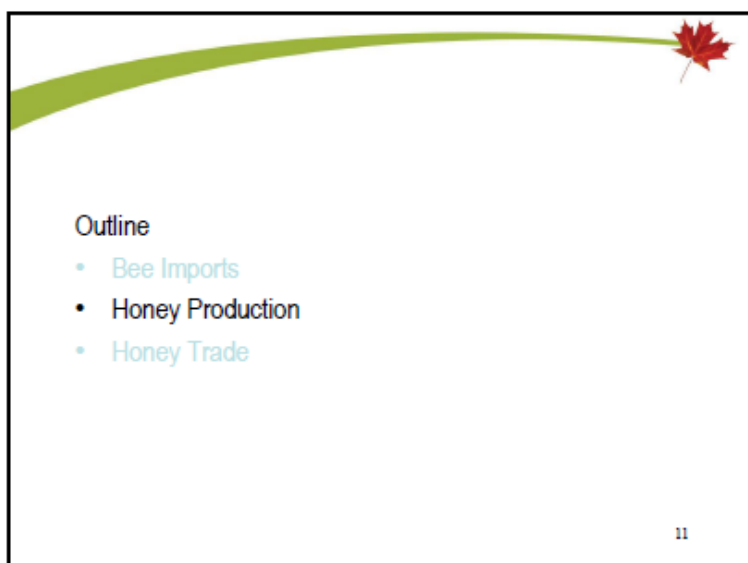 Outline
• Bee Imports
• Honey Production
• Honey Trade
11